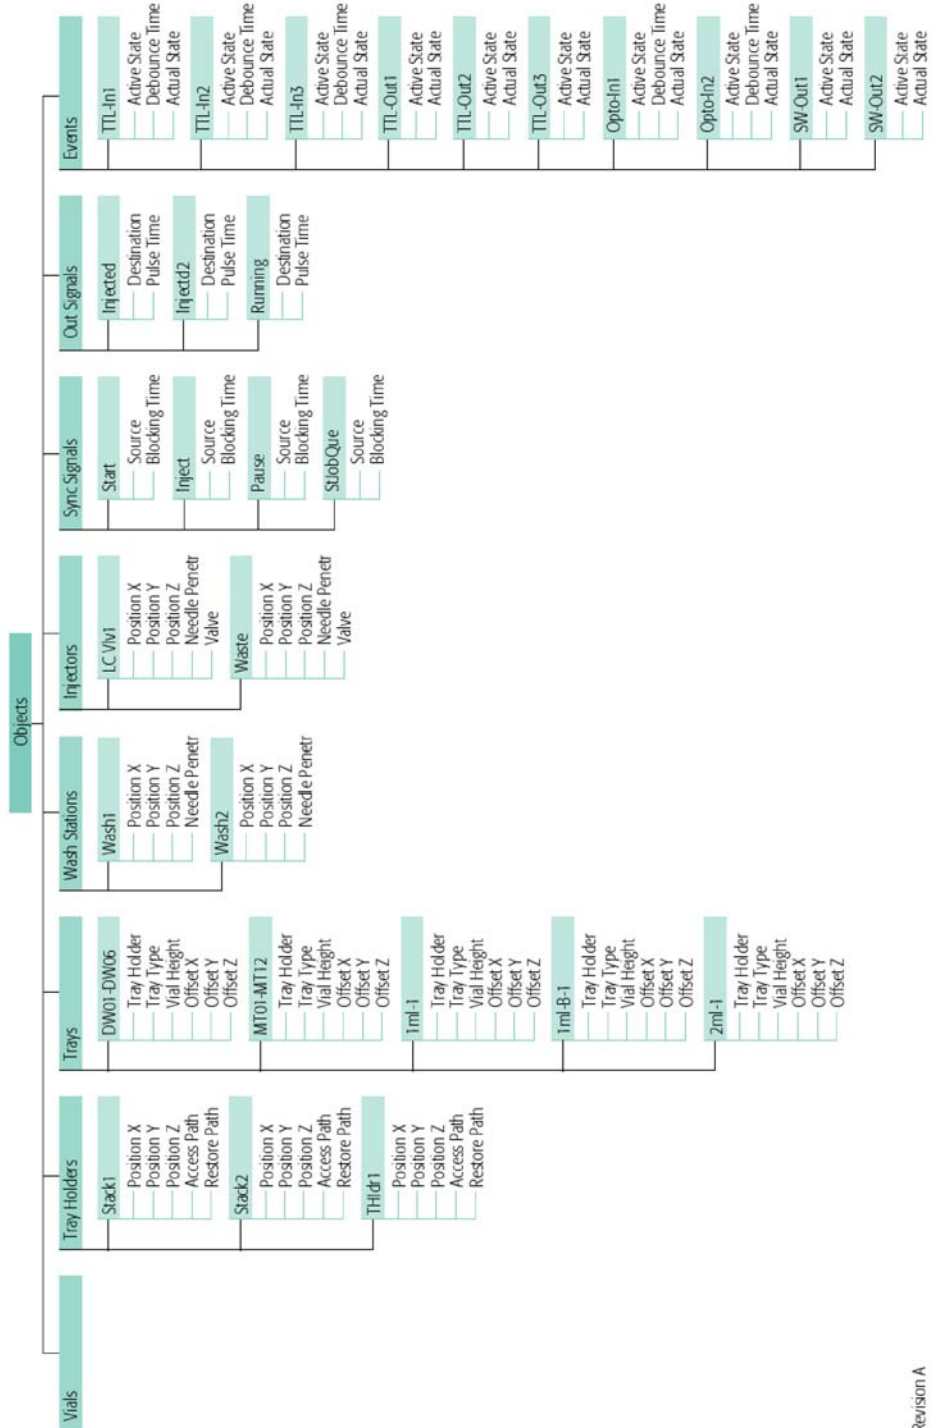 Objects
Vials
Tray Holders
Stack1
Position X
Position Y
Position Z
Access Path
Restore Path
Stack2
Position X
Position Y
Position Z
Access Path
Restore Path
THldr1
Position X
Position Y
Position Z
Access Path
Restore Path
Trays
DW01-DW06
Tray Holder
Tray Type
Vial Height
Offset X
Offset Y
Offset Z
MT01-MT12
Tray Holder
Tray Type
Vial Height
Offset X
Offset Y
Offset Z
1ml-1
Tray Holder
Tray Type
Vial Height
Offset X
Offset Y
Offset Z
1ml-B-1
Tray Holder
Tray Type
Vial Height
Offset X
Offset Y
Offset Z
2ml-1
Tray Holder
Tray Type
Vial Height
Offset X
Offset Y
Offset Z
Wash Stations
Wash1
Position X
Position Y
Position Z
Needle Penetr
Wash2
Position X
Position Y
Position Z
Needle Penetr
Injectors
LC Vlv1
Position X
Position Y
Position Z
Needle Penetr
Valve
Waste
Position X
Position Y
Position Z
Needle Penetr
Valve
Sync Signals
Start
Source
Blocking Time
Inject
Source
Blocking Time
Pause
Source
Blocking Time
StJobQue
Source
Blocking Time
Out Signals
Injected
Destination
Pulse Time
Injectd2
Destination
Pulse Time
Running
Destination
Pulse Time
Events
TTL-In1
Active State
Debounce Time
Actual State
TTL-In2
Active State
Debounce Time
Actual State
TTL-In3
Active State
Debounce Time
Actual State
TTL-Out1
Active State
Actual State
TTL-Out2
Active State
Actual State
TTL-Out3
Active State
Actual State
Opto-In1
Active State
Debounce Time
Actual State
Opto-In2
Active State
Debounce Time
Actual State
SW-Out1
Active State
Actual State
SW-Out2
Active State
Actual State
Revision A